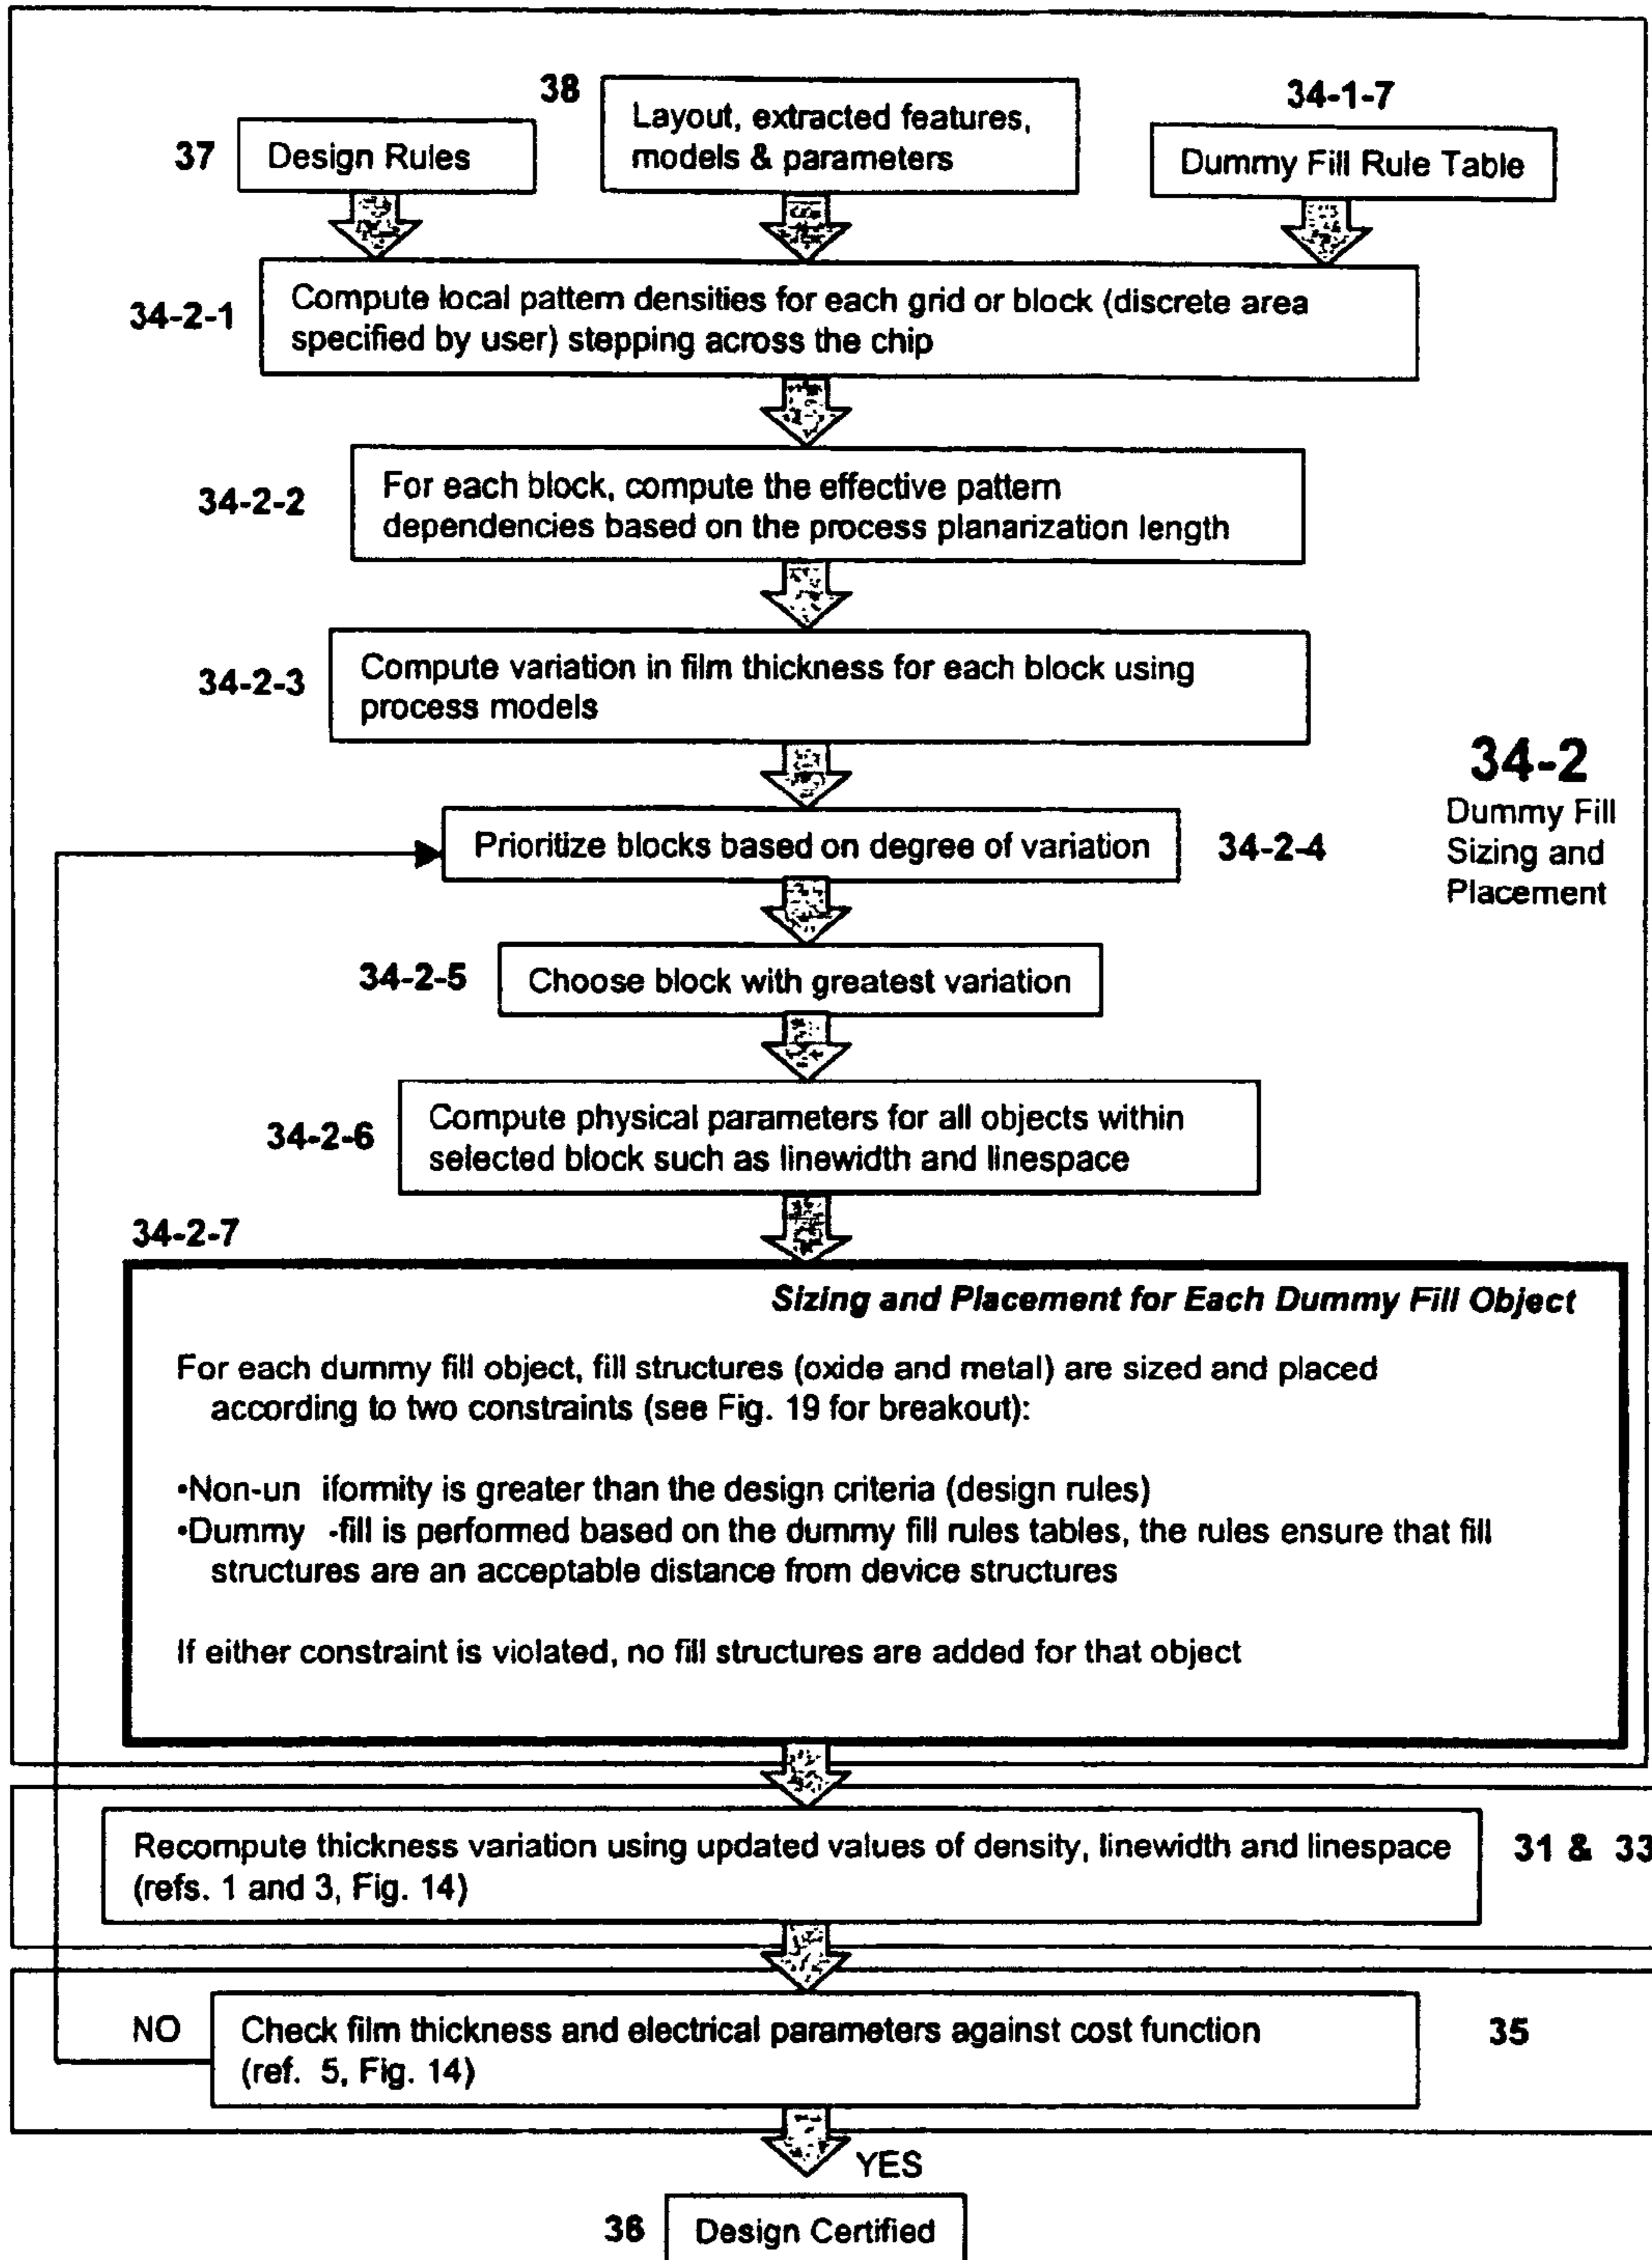 38
Layout, extracted features,
models & parameters
34-1-7
37
Design Rules
Dummy Fill Rule Table
34-2-1
Compute local pattern densities for each grid or block (discrete area
specified by user) stepping across the chip
34-2-2
For each block, compute the effective pattern
dependencies based on the process planarization length
34-2-3
Compute variation in film thickness for each block using
process models
34-2
Dummy Fill
Sizing and
Placement
Prioritize blocks based on degree of variation
34-2-4
34-2-5
Choose block with greatest variation
34-2-6
Compute physical parameters for all objects within
selected block such as linewidth and linespace
34-2-7
Sizing and Placement for Each Dummy Fill Object
For each dummy fill object, fill structures (oxide and metal) are sized and placed
according to two constraints (see Fig. 19 for breakout):
•Non-un iformity is greater than the design criteria (design rules)
•Dummy -fill is performed based on the dummy fill rules tables, the rules ensure that fill
structures are an acceptable distance from device structures
If either constraint is violated, no fill structures are added for that object
Recompute thickness variation using updated values of density, linewidth and linespace
(refs. 1 and 3, Fig. 14)
31 & 33
NO
Check film thickness and electrical parameters against cost function
(ref. 5, Fig. 14)
35
YES
36
Design Certified